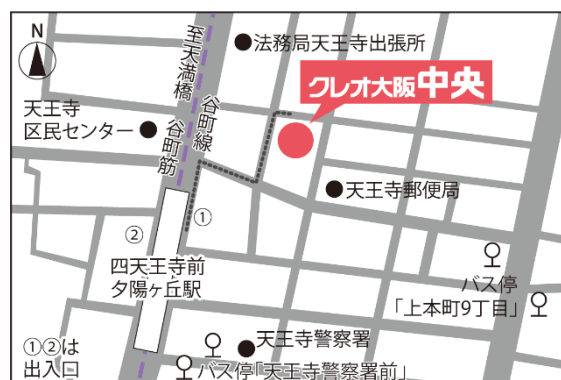 N
至天満橋
法務局天王寺出張所
クレオ大阪中央
天王寺
区民センター
谷町線
谷町筋
天王寺郵便局
①
②
四天王寺前
夕陽ヶ丘駅
バス停
「上本町9丁目」
①②は
出入口
天王寺警察署
バス停「天王寺警察署前」